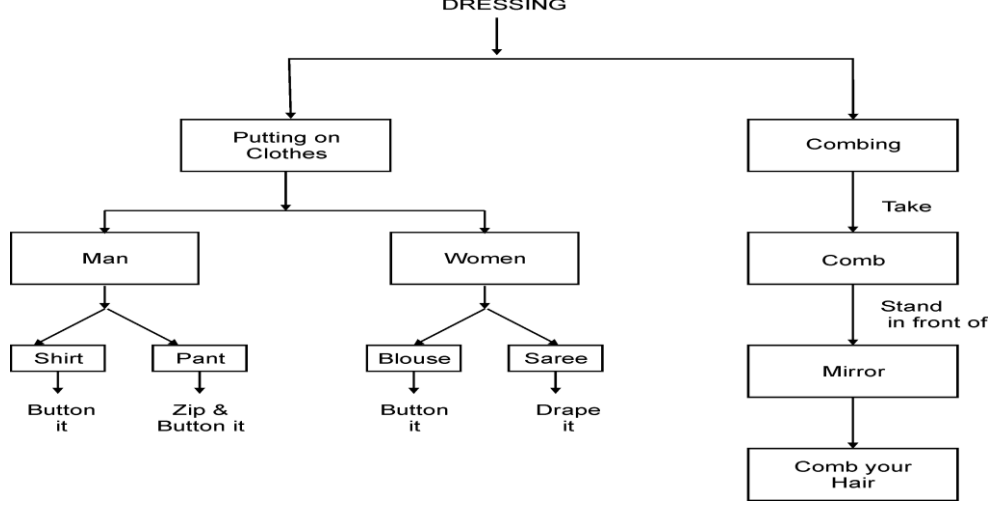 DRESSING
Putting on
Clothes
Combing
Take
Man
Women
Comb
Stand
in front of
Shirt
Pant
Blouse
Saree
Mirror
Button
it
Zip &
Button it
Button
it
Drape
it
Comb your
Hair